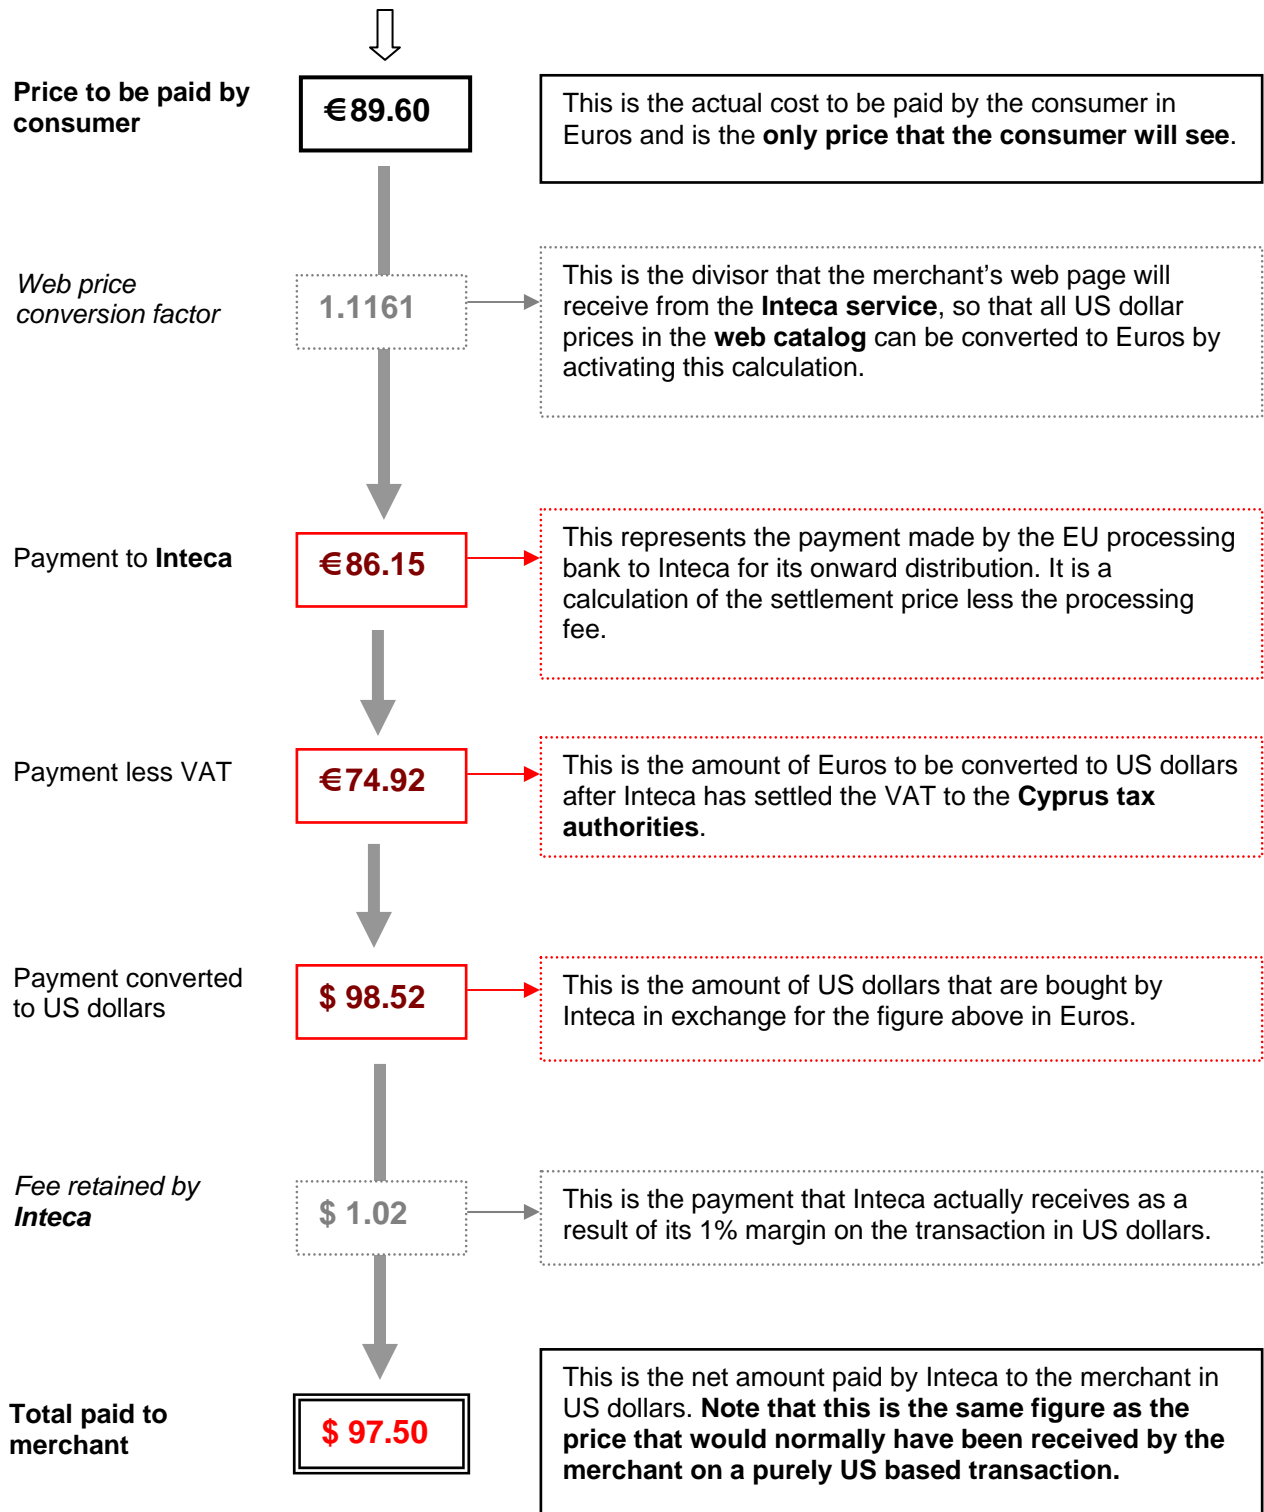 Price to be paid by
consumer
€89.60
This is the actual cost to be paid by the consumer in
Euros and is the only price that the consumer will see.
Web price
conversion factor
1.1161
This is the divisor that the merchant’s web page will
receive from the Inteca service, so that all US dollar
prices in the web catalog can be converted to Euros by
activating this calculation.
Payment to Inteca
€86.15
This represents the payment made by the EU processing
bank to Inteca for its onward distribution. It is a
calculation of the settlement price less the processing
fee.
Payment less VAT
€74.92
This is the amount of Euros to be converted to US dollars
after Inteca has settled the VAT to the Cyprus tax
authorities.
Payment converted
to US dollars
$ 98.52
This is the amount of US dollars that are bought by
Inteca in exchange for the figure above in Euros.
Fee retained by
Inteca
$ 1.02
This is the payment that Inteca actually receives as a
result of its 1% margin on the transaction in US dollars.
Total paid to
merchant
$ 97.50
This is the net amount paid by Inteca to the merchant in
US dollars. Note that this is the same figure as the
price that would normally have been received by the
merchant on a purely US based transaction.